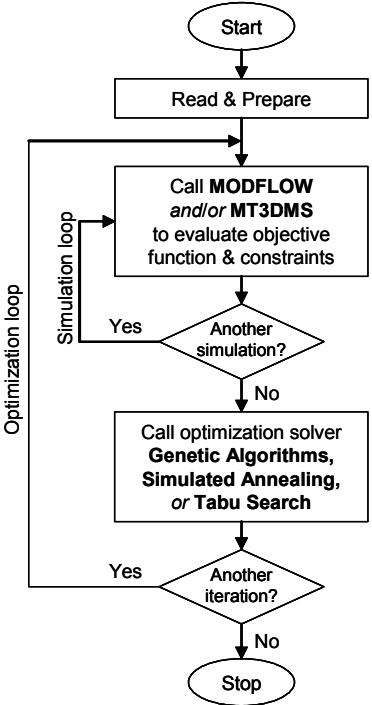 Start
Read & Prepare
Call MODFLOW
and/or MT3DMS
to evaluate objective
function & constraints
Simulation loop
Optimization loop
Yes
Another
simulation?
No
Call optimization solver
Genetic Algorithms,
Simulated Annealing,
or Tabu Search
Yes
Another
iteration?
No
Stop